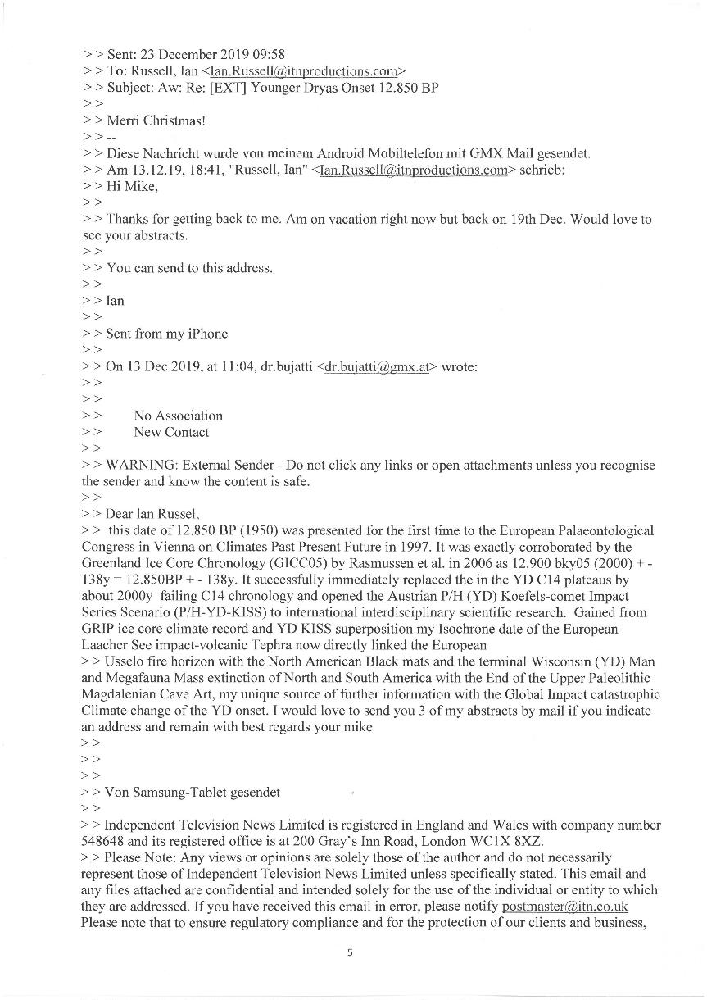 > > Sent: 23 December 2019 09:58
> > To: Russell, Ian <Ian.Russell@itnproductions.com>
> > Subject: Aw: Re: [EXT] Younger Dryas Onset 12.850 BP
> >
> > Merri Christmas!
> > --
> > Diese Nachricht wurde von meinem Android Mobiltelefon mit GMX Mail gesendet.
> > Am 13.12.19, 18:41, "Russell, Ian" <Ian.Russell@itnproductions.com> schrieb:
> > Hi Mike,
> >
> > Thanks for getting back to me. Am on vacation right now but back on 19th Dec. Would love to
see your abstracts.
> >
> > You can send to this address.
> >
> > Ian
> >
> > Sent from my iPhone
> >
> > On 13 Dec 2019, at 11:04, dr.bujatti <dr.bujatti@gmx.at> wrote:
> >
> >
> > No Association
> > New Contact
> >
> > WARNING: External Sender - Do not click any links or open attachments unless you recognise
the sender and know the content is safe.
> >
> > Dear Ian Russel,
> > this date of 12.850 BP (1950) was presented for the first time to the European Palaeontological
Congress in Vienna on Climates Past Present Future in 1997. It was exactly corroborated by the
Greenland Ice Core Chronology (GICC05) by Rasmussen et al. in 2006 as 12.900 bky05 (2000) + -
138y = 12.850BP + - 138y. It successfully immediately replaced the in the YD C14 plateaus by
about 2000y failing C14 chronology and opened the Austrian P/H (YD) Koefels-comet Impact
Series Scenario (P/H-YD-KISS) to international interdisciplinary scientific research. Gained from
GRIP ice core climate record and YD KISS superposition my Isochrone date of the European
Laacher See impact-volcanic Tephra now directly linked the European
> > Usselo fire horizon with the North American Black mats and the terminal Wisconsin (YD) Man
and Megafauna Mass extinction of North and South America with the End of the Upper Paleolithic
Magdalenian Cave Art, my unique source of further information with the Global Impact catastrophic
Climate change of the YD onset. I would love to send you 3 of my abstracts by mail if you indicate
an address and remain with best regards your mike
> >
> >
> >
> > Von Samsung-Tablet gesendet
> >
> > Independent Television News Limited is registered in England and Wales with company number
548648 and its registered office is at 200 Gray's Inn Road, London WC1X 8XZ.
> > Please Note: Any views or opinions are solely those of the author and do not necessarily
represent those of Independent Television News Limited unless specifically stated. This email and
any files attached are confidential and intended solely for the use of the individual or entity to which
they are addressed. If you have received this email in error, please notify postmaster@itn.co.uk
Please note that to ensure regulatory compliance and for the protection of our clients and business,
5